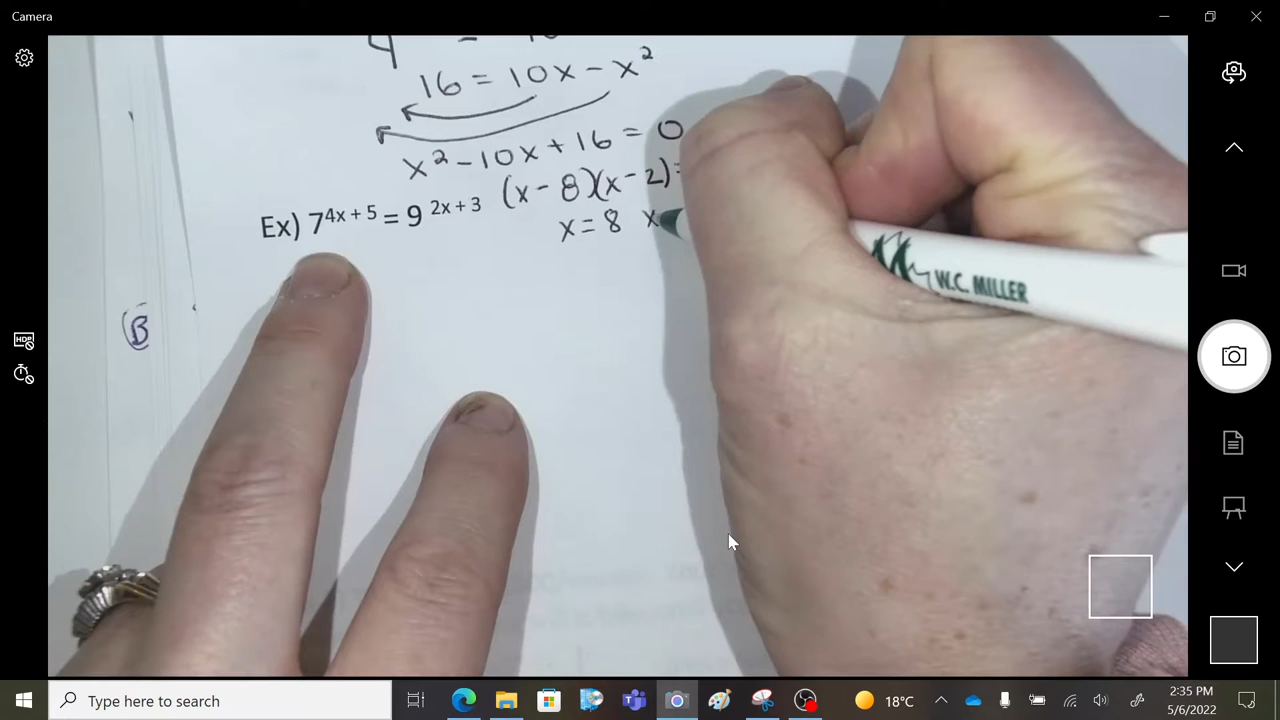 Camera
16 = 10x - x²
x² - 10x + 16 = 0
(x - 8)(x - 2) =
Ex) 7^{4x + 5} = 9^{2x + 3}
x = 8 x
W.C. MILLER
B
Type here to search
18°C
2:35 PM
5/6/2022